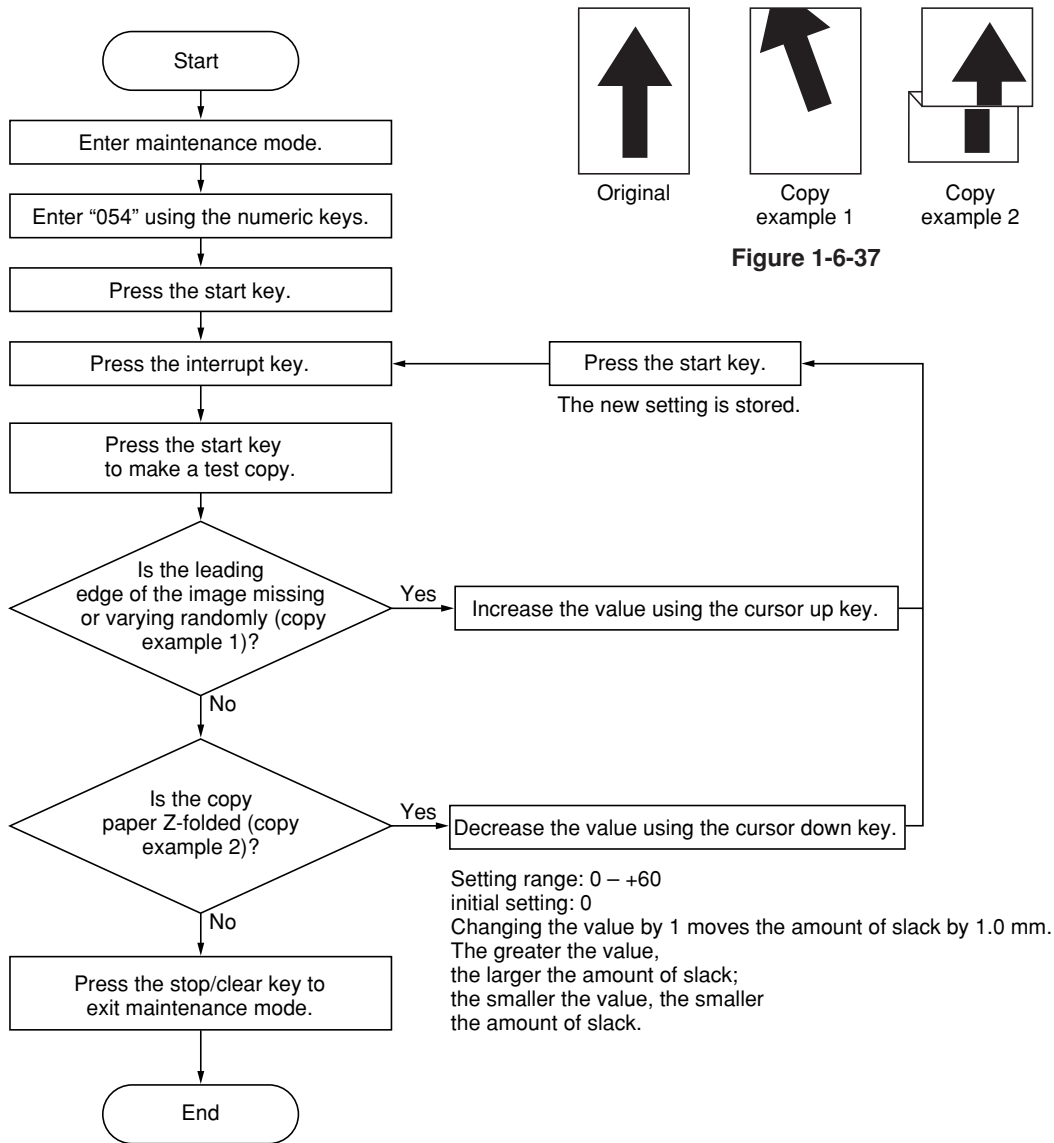 Start
Enter maintenance mode.
Enter “054” using the numeric keys.
Press the start key.
Press the interrupt key.
Press the start key
to make a test copy.
Is the leading
edge of the image missing
or varying randomly (copy
example 1)?
Yes
Increase the value using the cursor up key.
No
Is the copy
paper Z-folded (copy
example 2)?
Yes
Decrease the value using the cursor down key.
No
Press the stop/clear key to
exit maintenance mode.
End
Press the start key.
The new setting is stored.
Setting range: 0 – +60
initial setting: 0
Changing the value by 1 moves the amount of slack by 1.0 mm.
The greater the value,
the larger the amount of slack;
the smaller the value, the smaller
the amount of slack.
Original
Copy
example 1
Copy
example 2
Figure 1-6-37